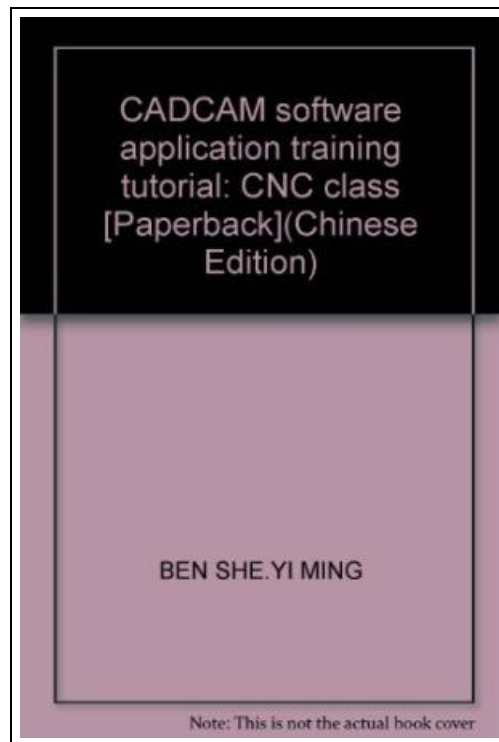 CADCAM software
application training
tutorial: CNC class
[Paperback](Chinese
Edition)
BEN SHE.YI MING
Note: This is not the actual book cover